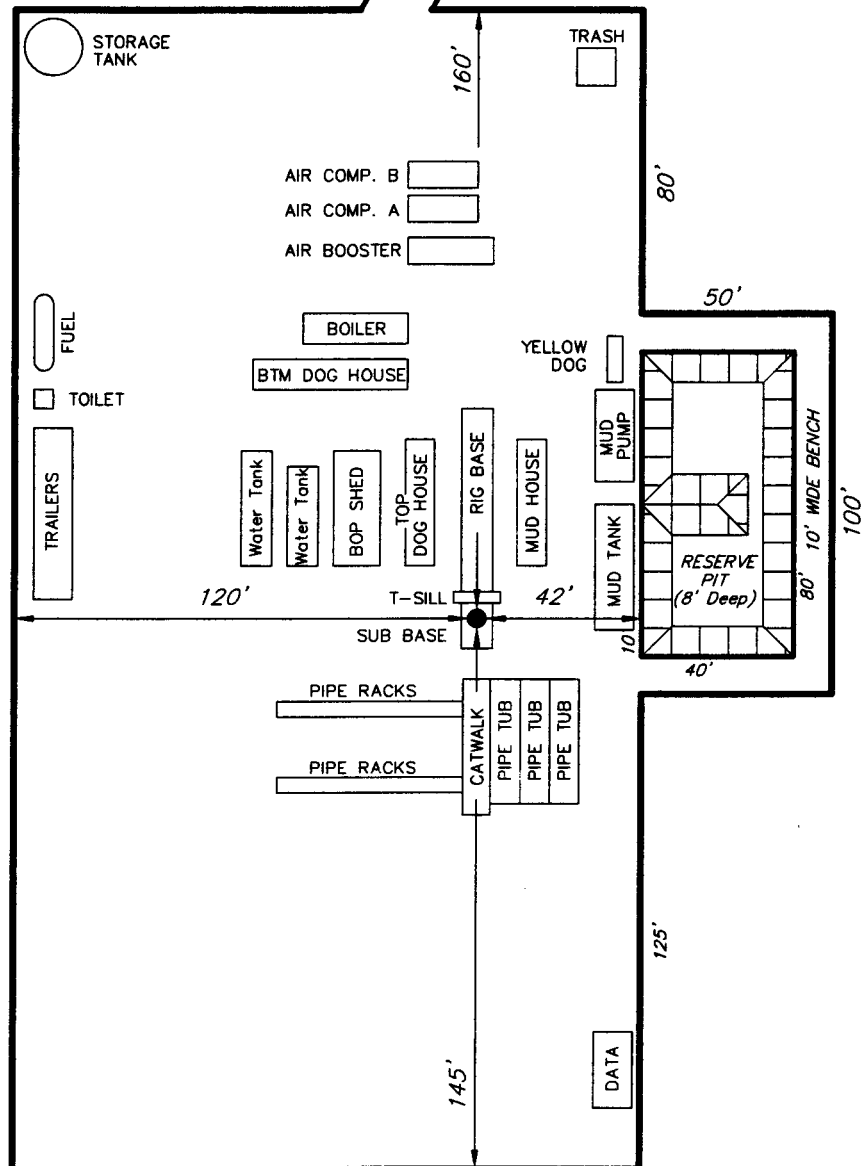 STORAGE
TANK
160'
TRASH
AIR COMP. B
AIR COMP. A
AIR BOOSTER
80'
50'
FUEL
BOILER
YELLOW
DOG
BTM DOG HOUSE
TOILET
MUD
PUMP
TRAILERS
Water Tank
Water Tank
BOP SHED
TOP
DOG HOUSE
RIG BASE
MUD HOUSE
MUD TANK
RESERVE
PIT
(8' Deep)
80'
10' WIDE BENCH
100'
T-SILL
120'
42'
SUB BASE
10'
40'
PIPE RACKS
CATWALK
PIPE TUB
PIPE TUB
PIPE TUB
PIPE RACKS
125'
145'
DATA